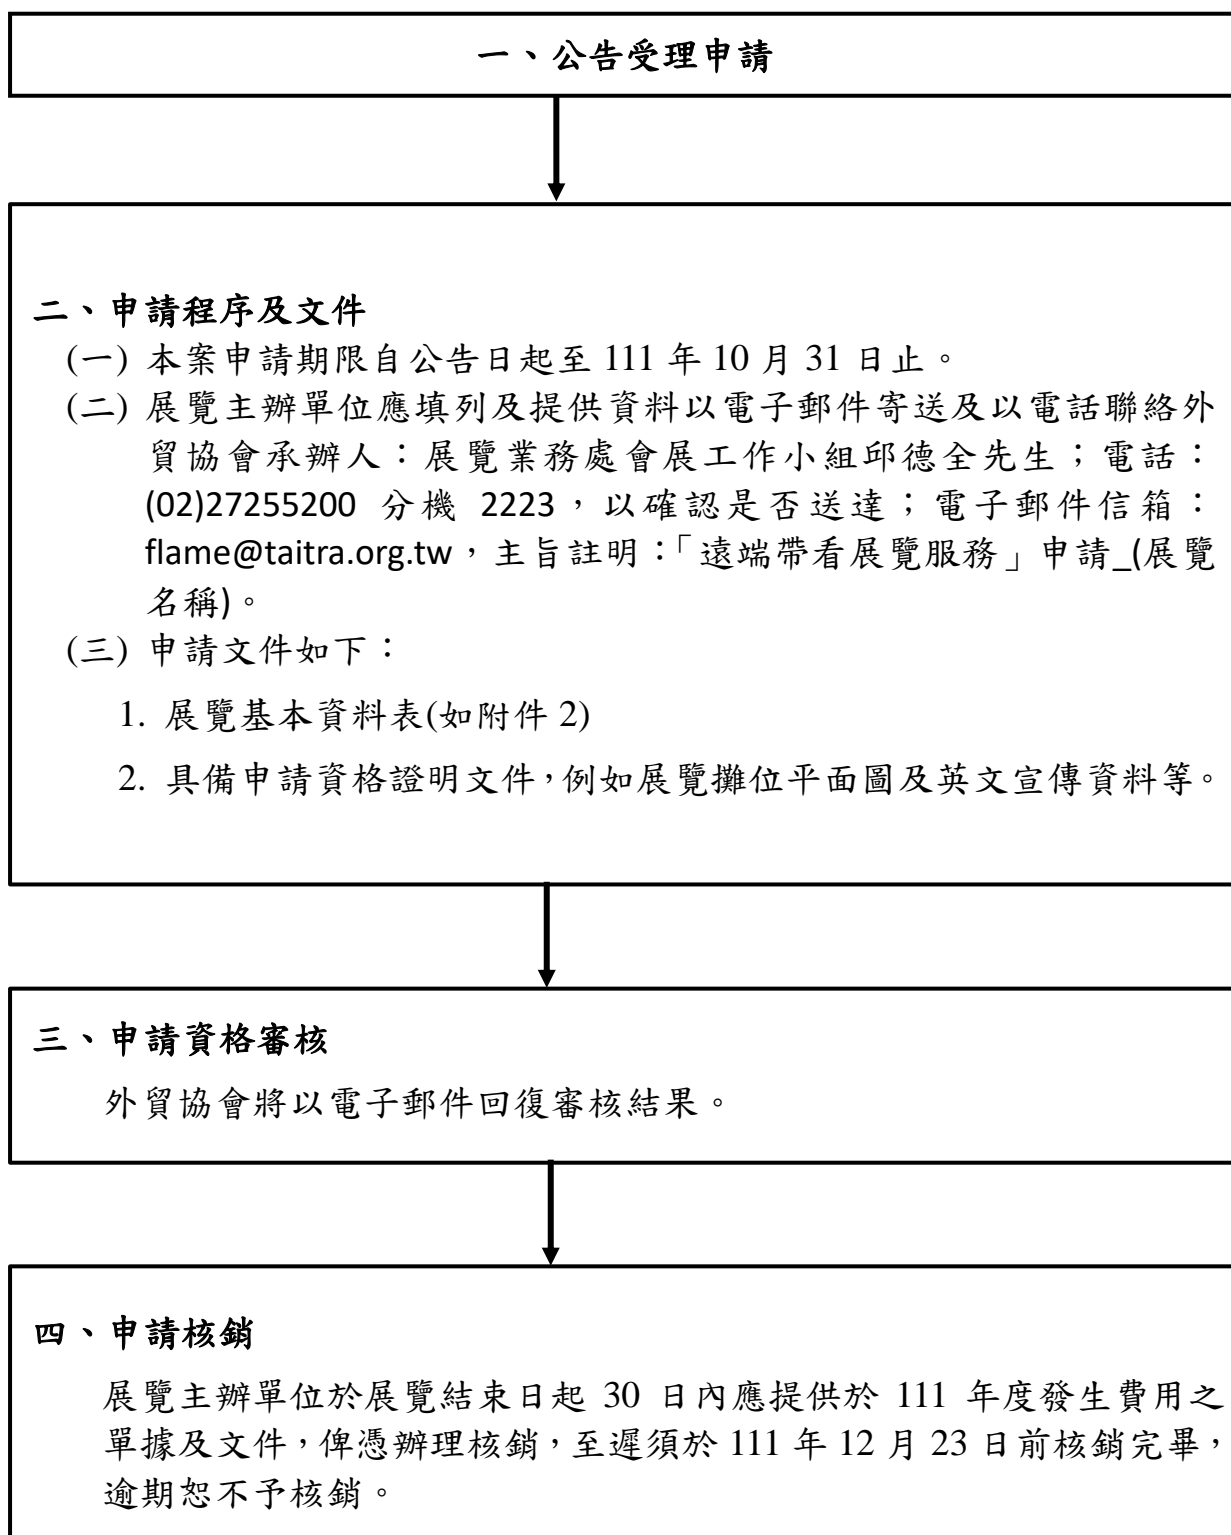 一、公告受理申請
二、申請程序及文件
(一) 本案申請期限自公告日起至 111 年 10 月 31 日止。
(二) 展覽主辦單位應填列及提供資料以電子郵件寄送及以電話聯絡外
貿協會承辦人：展覽業務處會展工作小組邱德全先生；電話：
(02)27255200 分機 2223，以確認是否送達；電子郵件信箱：
flame@taitra.org.tw，主旨註明：「遠端帶看展覽服務」申請_(展覽
名稱)。
(三) 申請文件如下：
1. 展覽基本資料表(如附件 2)
2. 具備申請資格證明文件，例如展覽攤位平面圖及英文宣傳資料等。
三、申請資格審核
外貿協會將以電子郵件回復審核結果。
四、申請核銷
展覽主辦單位於展覽結束日起 30 日內應提供於 111 年度發生費用之
單據及文件，俾憑辦理核銷，至遲須於 111 年 12 月 23 日前核銷完畢，
逾期恕不予核銷。